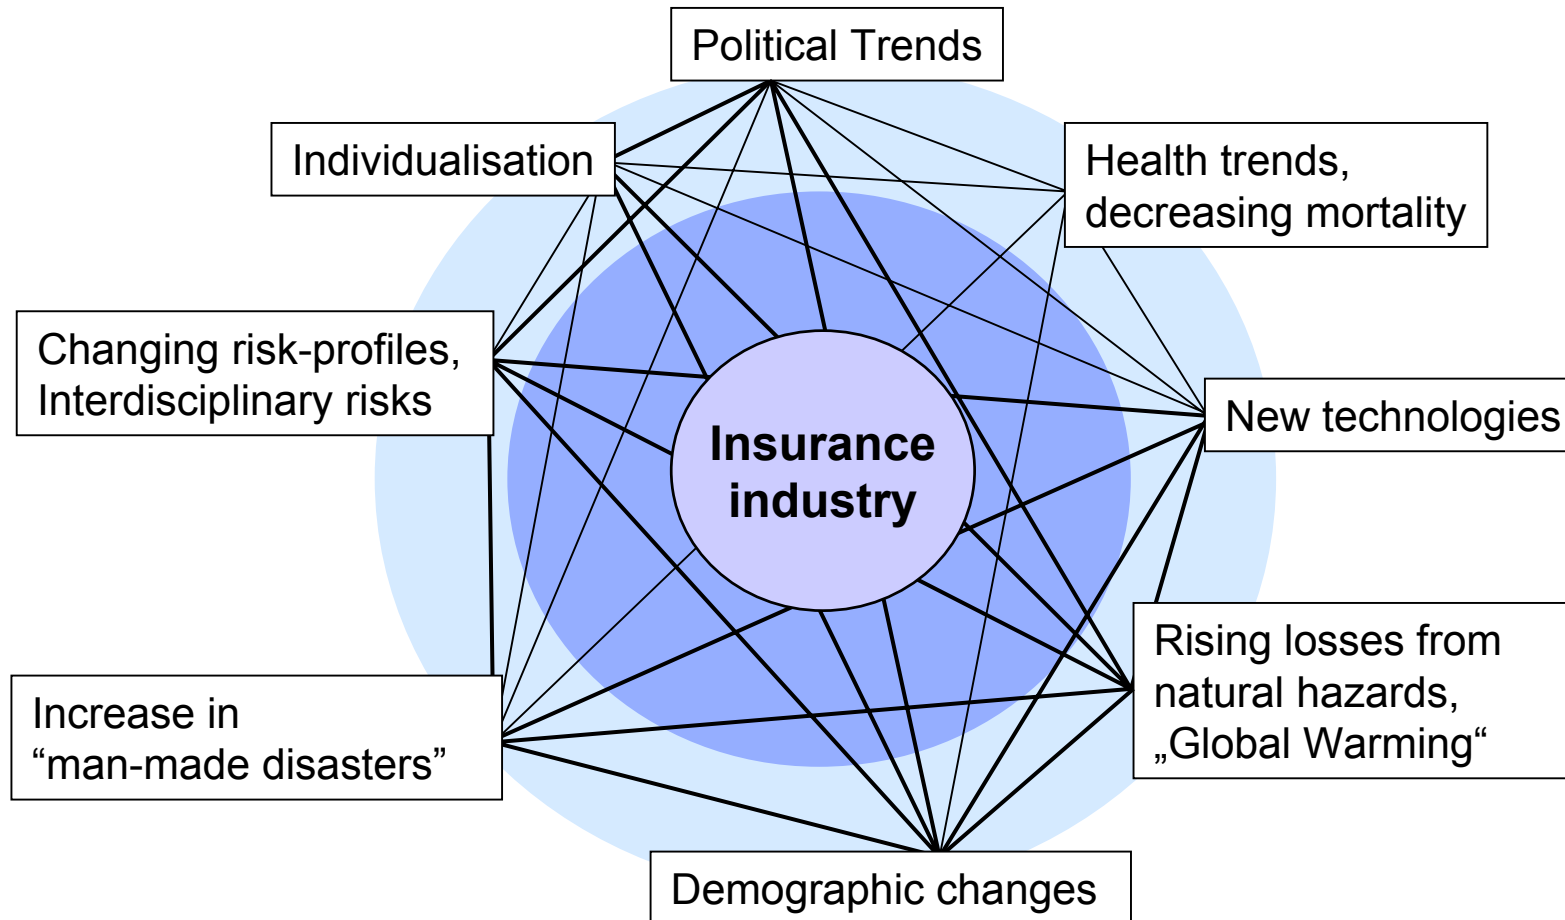 Political Trends
Individualisation
Health trends,
decreasing mortality
Changing risk-profiles,
Interdisciplinary risks
New technologies
Insurance
industry
Rising losses from
natural hazards,
„Global Warming“
Increase in
“man-made disasters”
Demographic changes